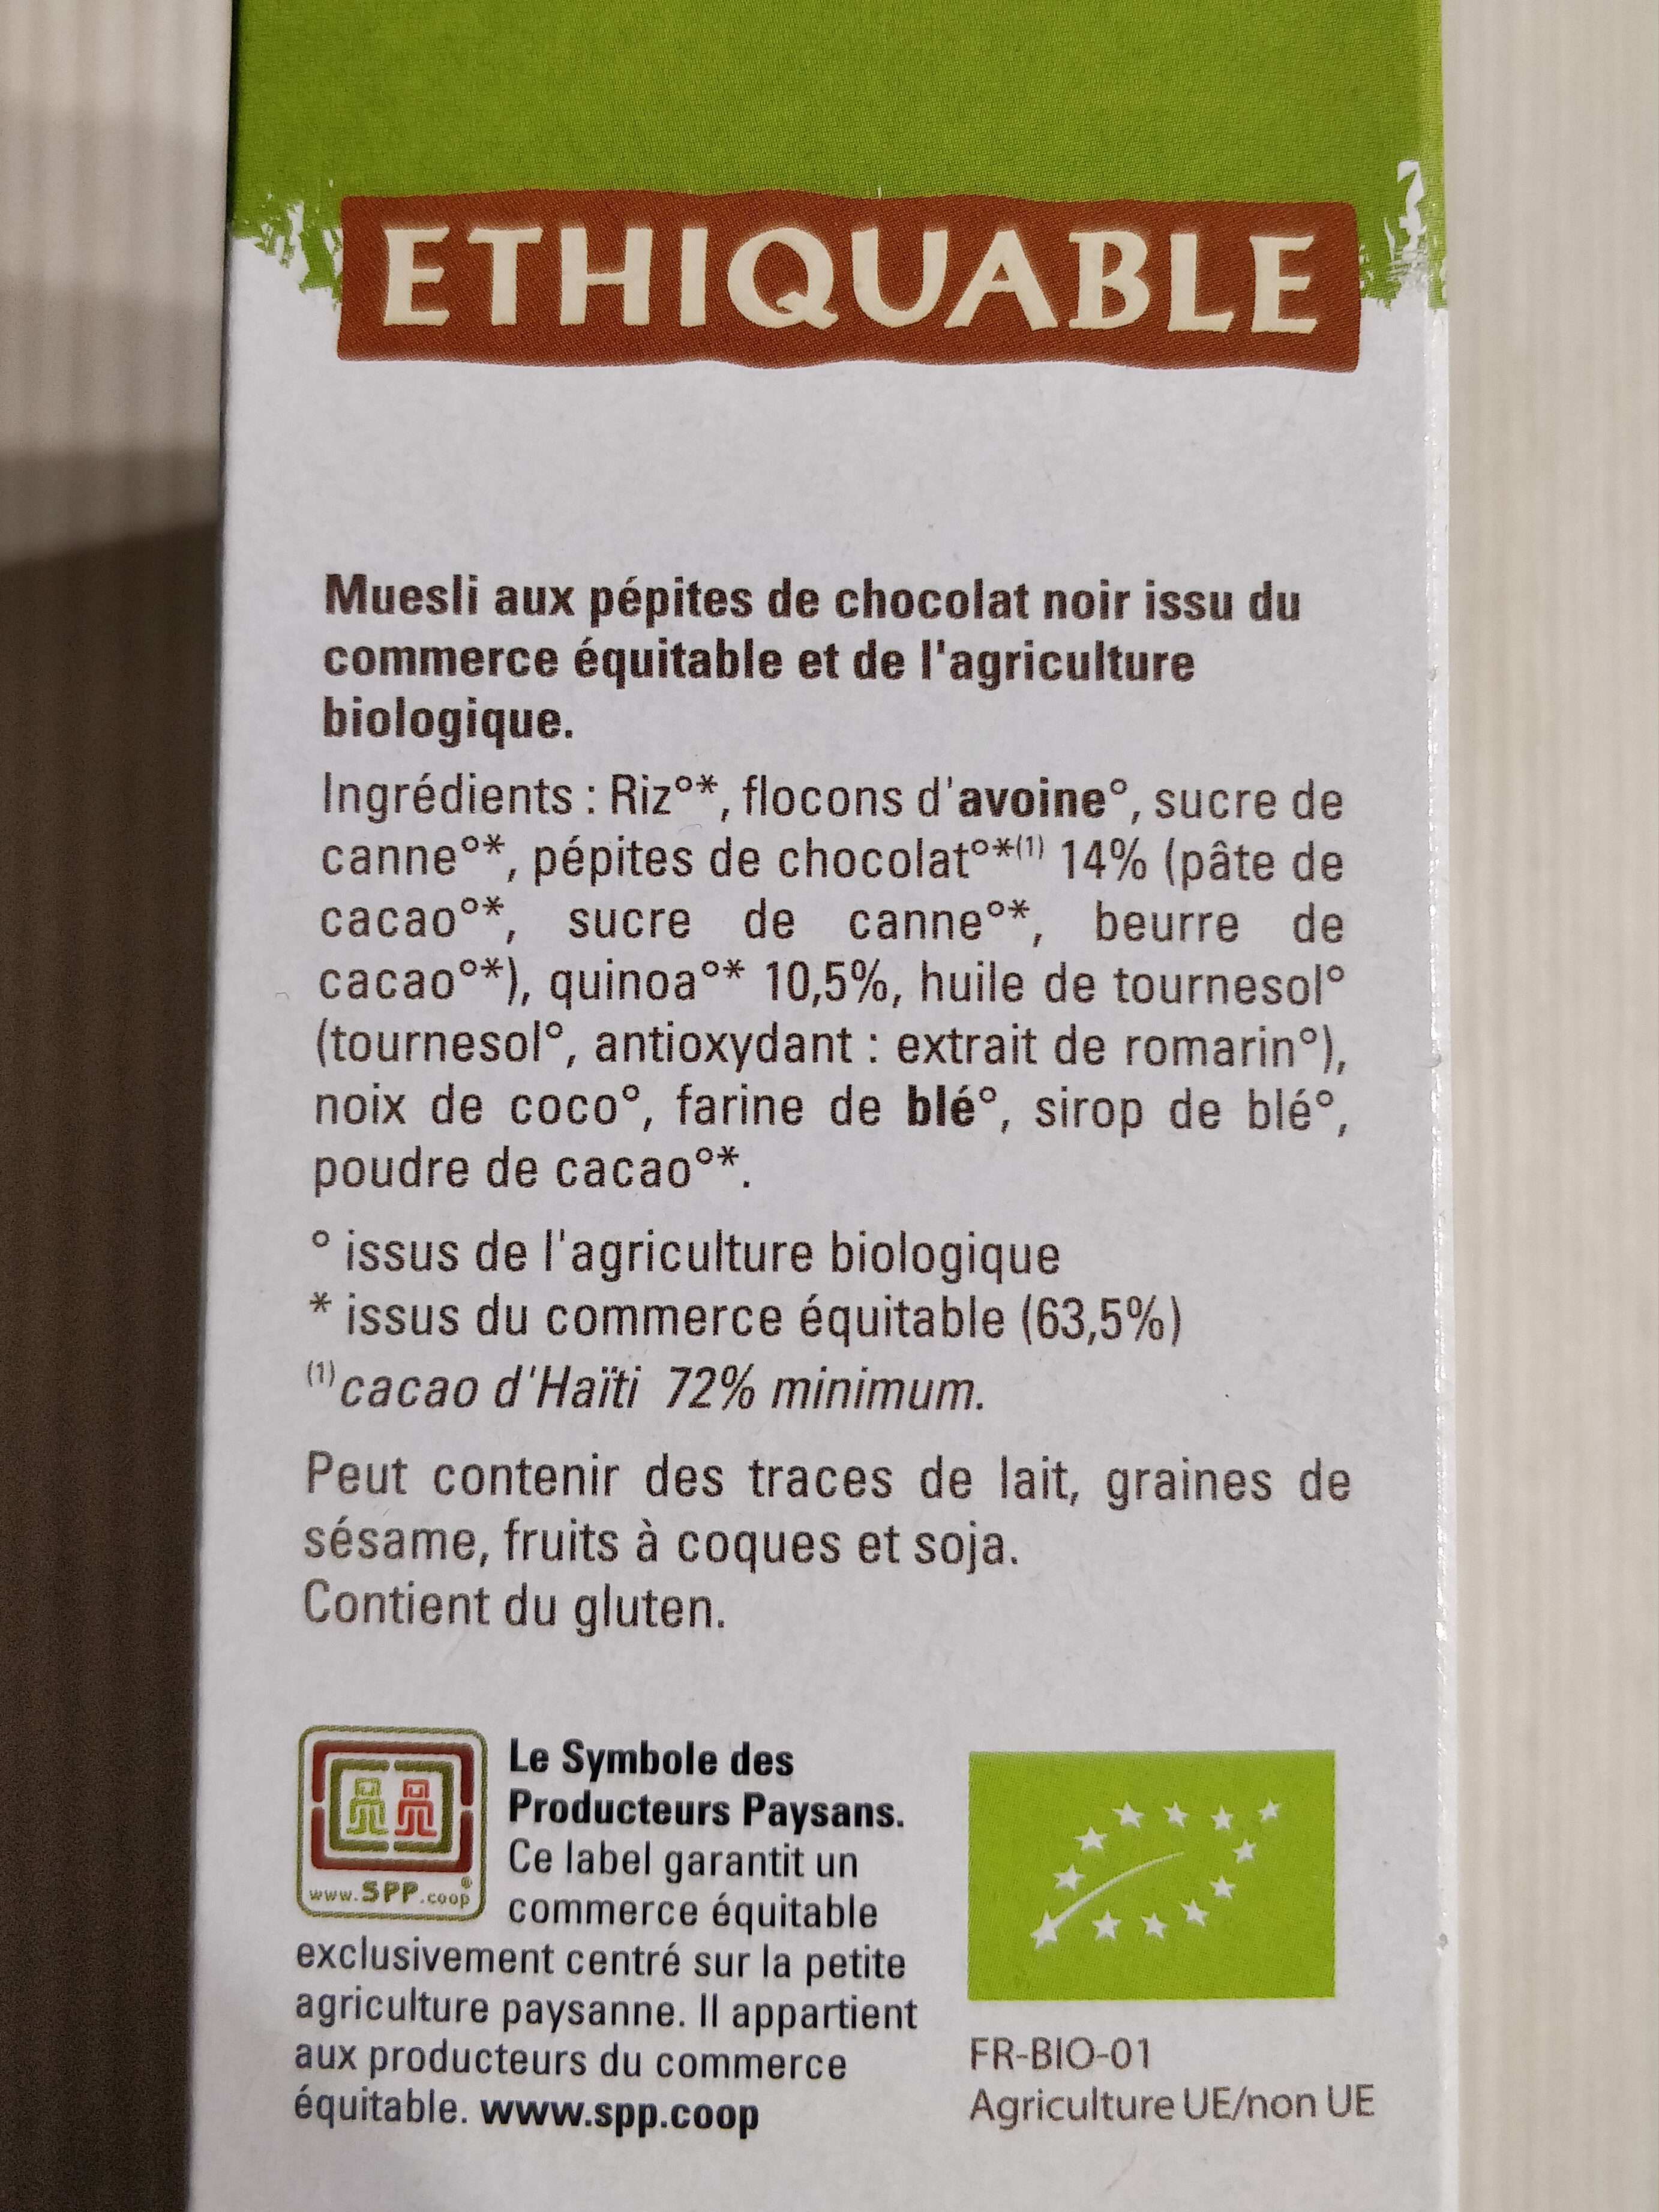 ETHIQUABLE
Muesli aux pépites de chocolat noir issu du
commerce équitable et de l'agriculture
biologique.
Ingrédients : Riz°*, flocons d'avoine°, sucre de
canne°*, pépites de chocolat°*⁽¹⁾ 14% (pâte de
cacao°*, sucre de canne°*, beurre de
cacao°*), quinoa°* 10,5%, huile de tournesol°
(tournesol°, antioxydant : extrait de romarin°),
noix de coco°, farine de blé°, sirop de blé°,
poudre de cacao°*.
° issus de l'agriculture biologique
* issus du commerce équitable (63,5%)
⁽¹⁾ cacao d'Haïti 72% minimum.
Peut contenir des traces de lait, graines de
sésame, fruits à coques et soja.
Contient du gluten.
www.SPP.coop®
Le Symbole des
Producteurs Paysans.
Ce label garantit un
commerce équitable
exclusivement centré sur la petite
agriculture paysanne. Il appartient
aux producteurs du commerce
équitable. www.spp.coop
FR-BIO-01
Agriculture UE/non UE